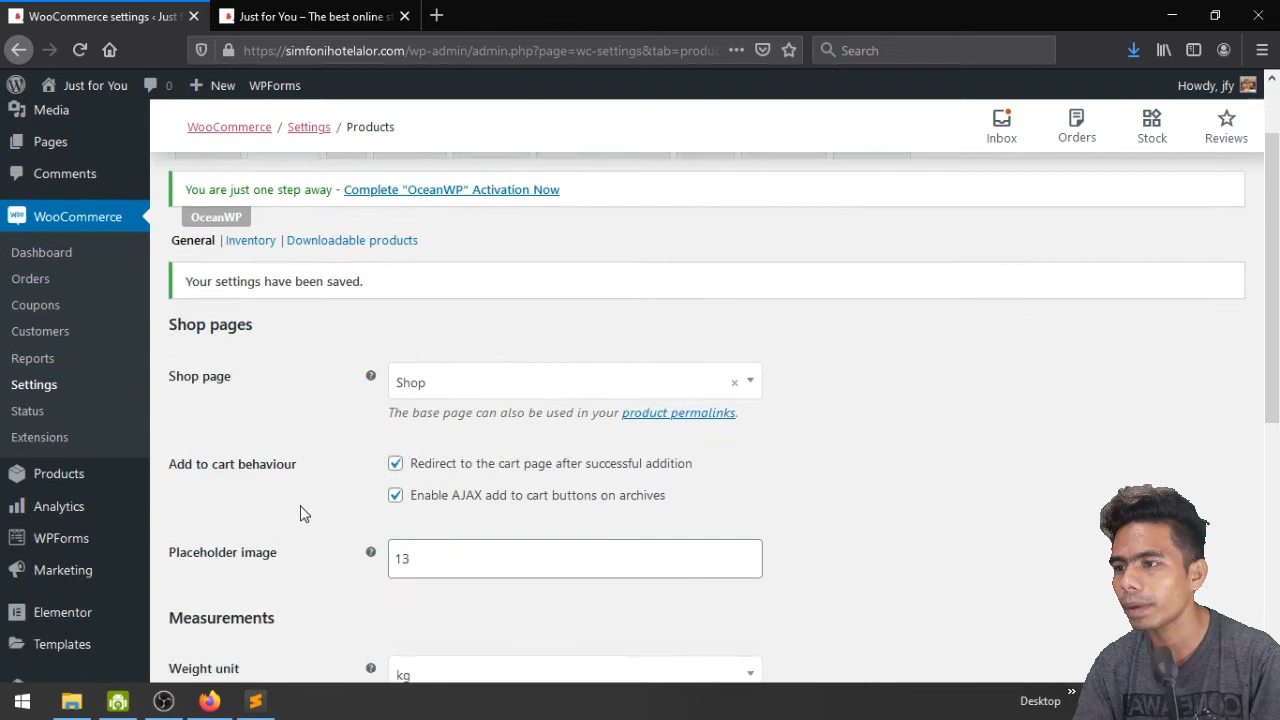 WooCommerce settings ‹ Just f
Just for You – The best online st
https://simfonihotelalor.com/wp-admin/admin.php?page=wc-settings&tab=produ
Search
Just for You
0
New
WPForms
Howdy, jfy
Media
Pages
Comments
WooCommerce
Dashboard
Orders
Coupons
Customers
Reports
Settings
Status
Extensions
Products
Analytics
WPForms
Marketing
Elementor
Templates
WooCommerce / Settings / Products
Inbox
Orders
Stock
Reviews
You are just one step away - Complete "OceanWP" Activation Now
OceanWP
General | Inventory | Downloadable products
Your settings have been saved.
Shop pages
Shop page
Shop
The base page can also be used in your product permalinks.
Add to cart behaviour
Redirect to the cart page after successful addition
Enable AJAX add to cart buttons on archives
Placeholder image
13
Measurements
Weight unit
kg
Desktop